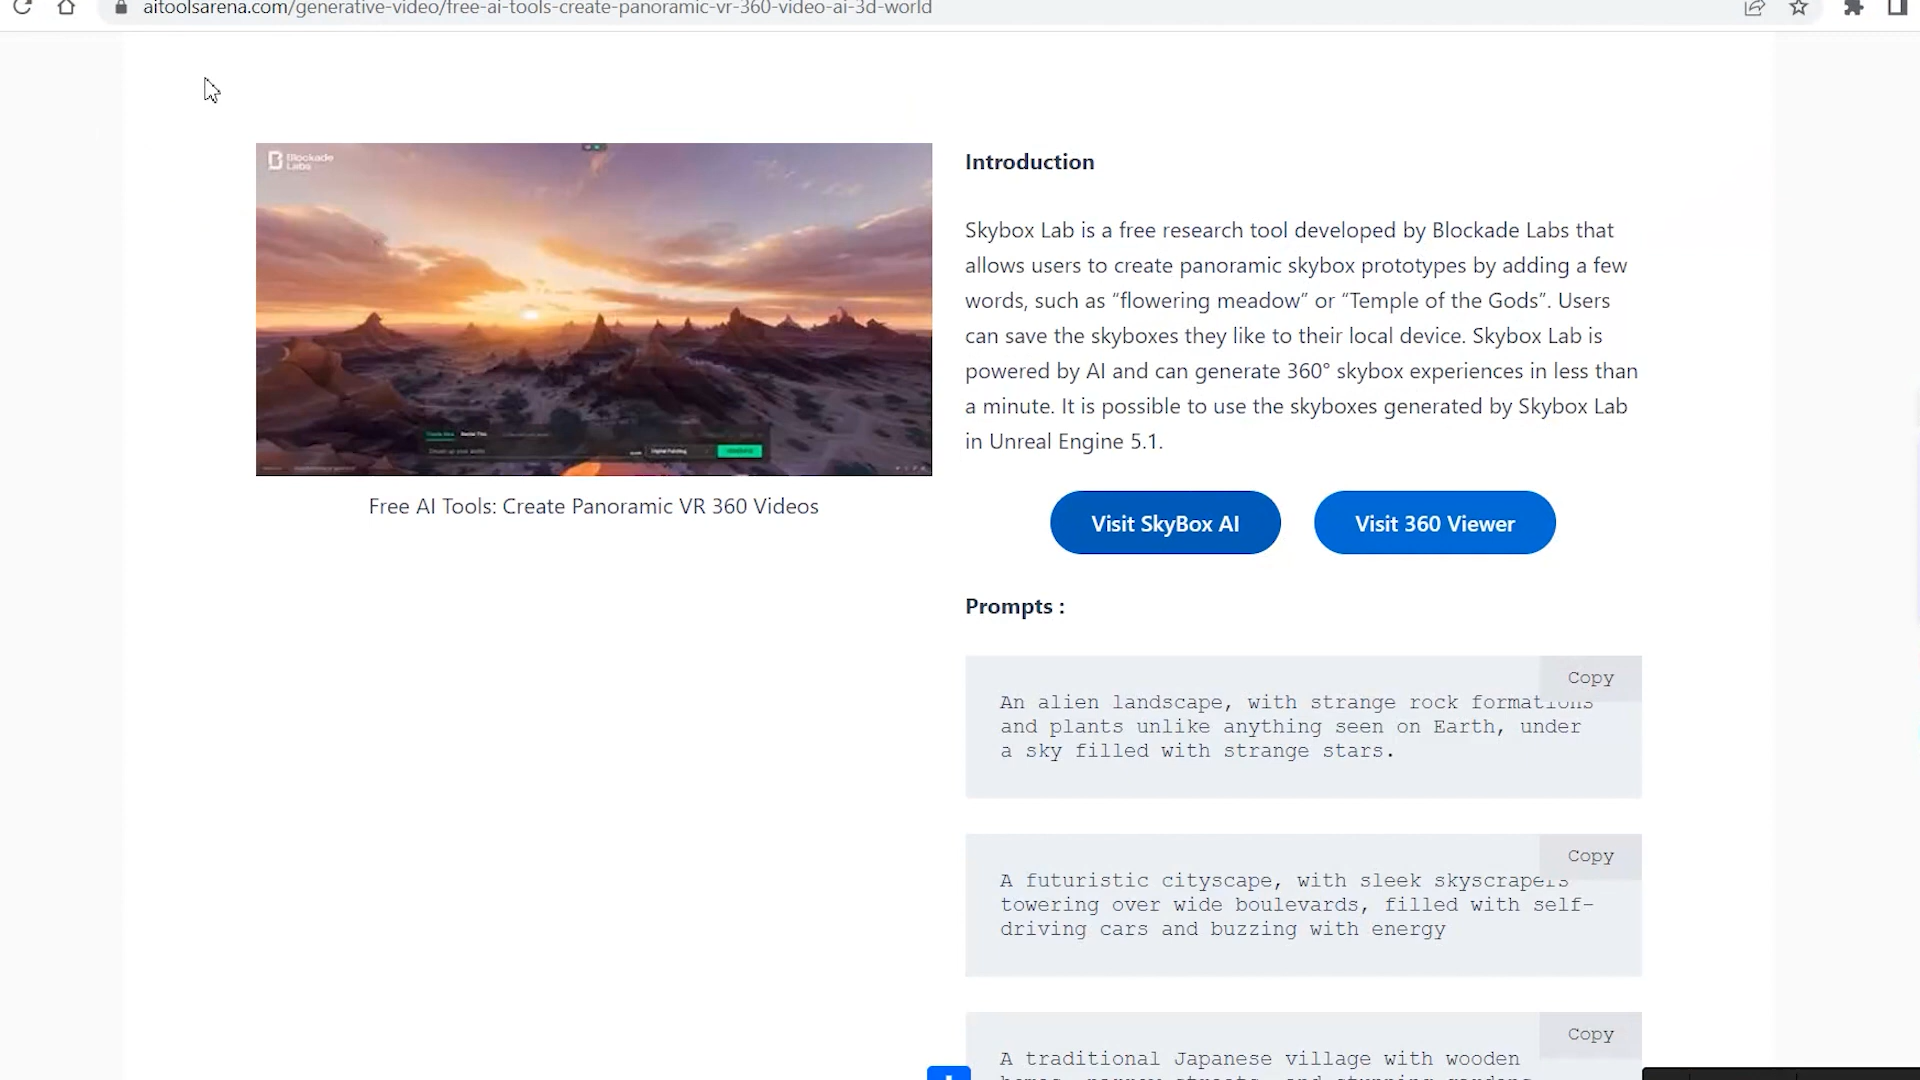 aitoolsarena.com/generative-video/free-ai-tools-create-panoramic-vr-360-video-ai-3d-world
Blockade
Labs
Free AI Tools: Create Panoramic VR 360 Videos
Introduction
Skybox Lab is a free research tool developed by Blockade Labs that
allows users to create panoramic skybox prototypes by adding a few
words, such as “flowering meadow” or “Temple of the Gods”. Users
can save the skyboxes they like to their local device. Skybox Lab is
powered by AI and can generate 360° skybox experiences in less than
a minute. It is possible to use the skyboxes generated by Skybox Lab
in Unreal Engine 5.1.
Visit SkyBox AI
Visit 360 Viewer
Prompts :
Copy
An alien landscape, with strange rock formations
and plants unlike anything seen on Earth, under
a sky filled with strange stars.
Copy
A futuristic cityscape, with sleek skyscrapers
towering over wide boulevards, filled with self-
driving cars and buzzing with energy
Copy
A traditional Japanese village with wooden